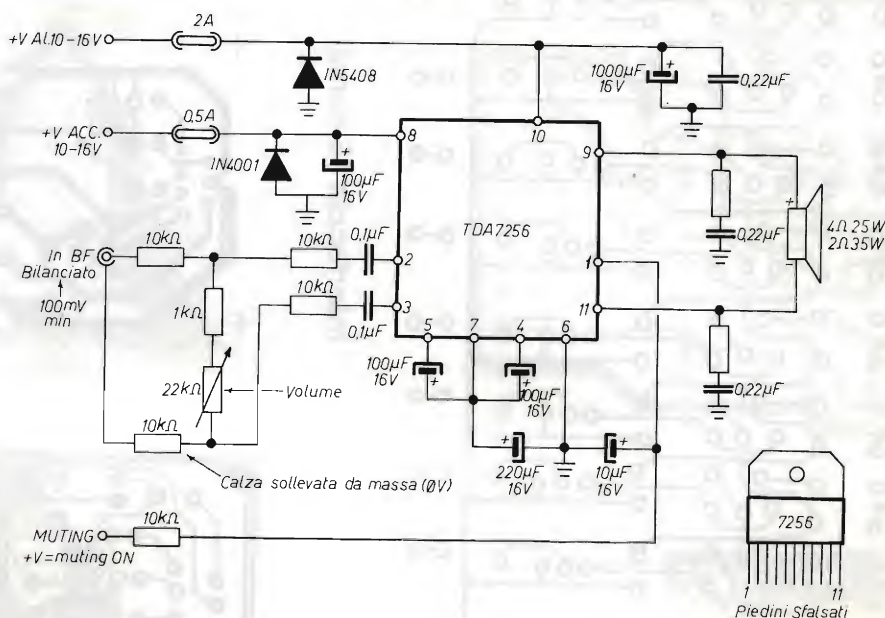 2A
+V Al.10-16V
IN5408
1000µF
16V
0,22µF
0,5A
+V ACC.
10-16V
IN4001
100µF
16V
8
10
9
TDA7256
In BF
Bilanciato
100mV
min
10kΩ
10kΩ
0,1µF
2
1kΩ
10kΩ
0,1µF
3
1
11
0,22µF
+
-
4Ω 25W
2Ω 35W
5
7
4
6
22kΩ
Volume
100µF
16V
100µF
16V
0,22µF
10kΩ
Calza sollevata da massa (0V)
220µF
16V
10µF
16V
10kΩ
MUTING
+V=muting ON
7256
1
11
Piedini Sfalsati